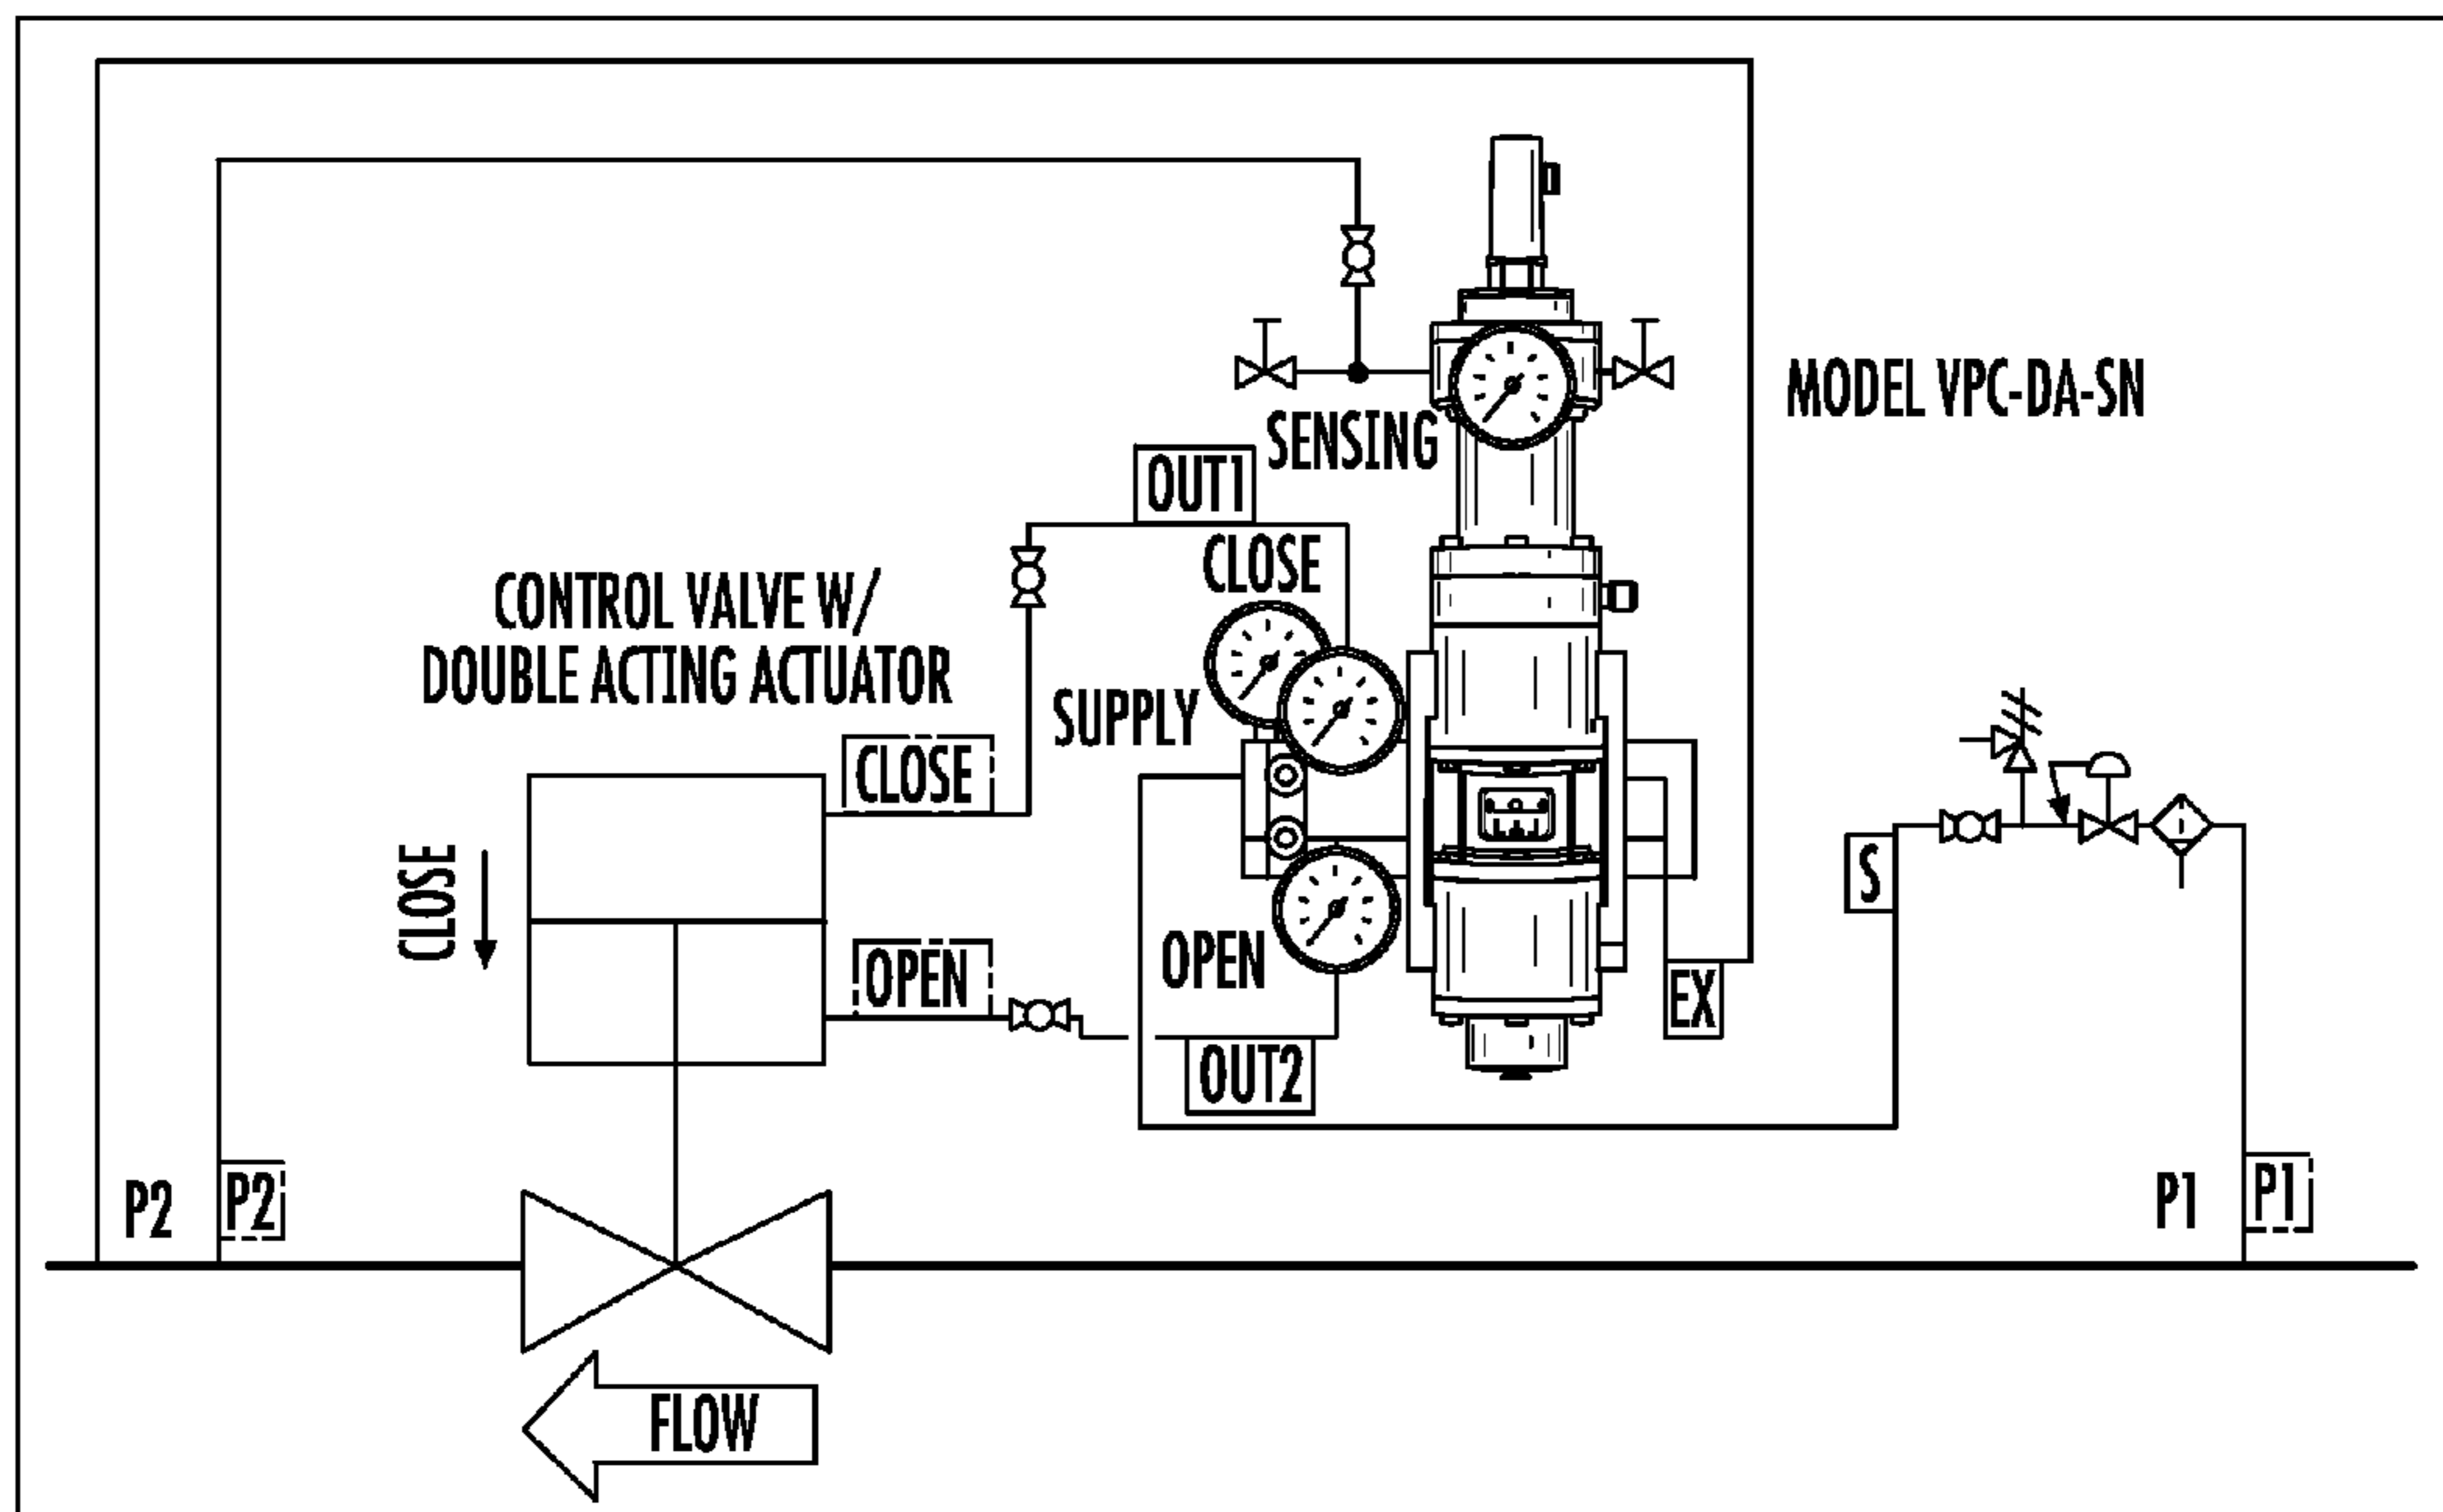 MODEL VPC-DA-SN
SENSING
OUT1
CLOSE
CONTROL VALVE W/
DOUBLE ACTING ACTUATOR
SUPPLY
CLOSE
CLOSE
OPEN
OPEN
OUT2
EX
S
P2
P2
P1
P1
FLOW